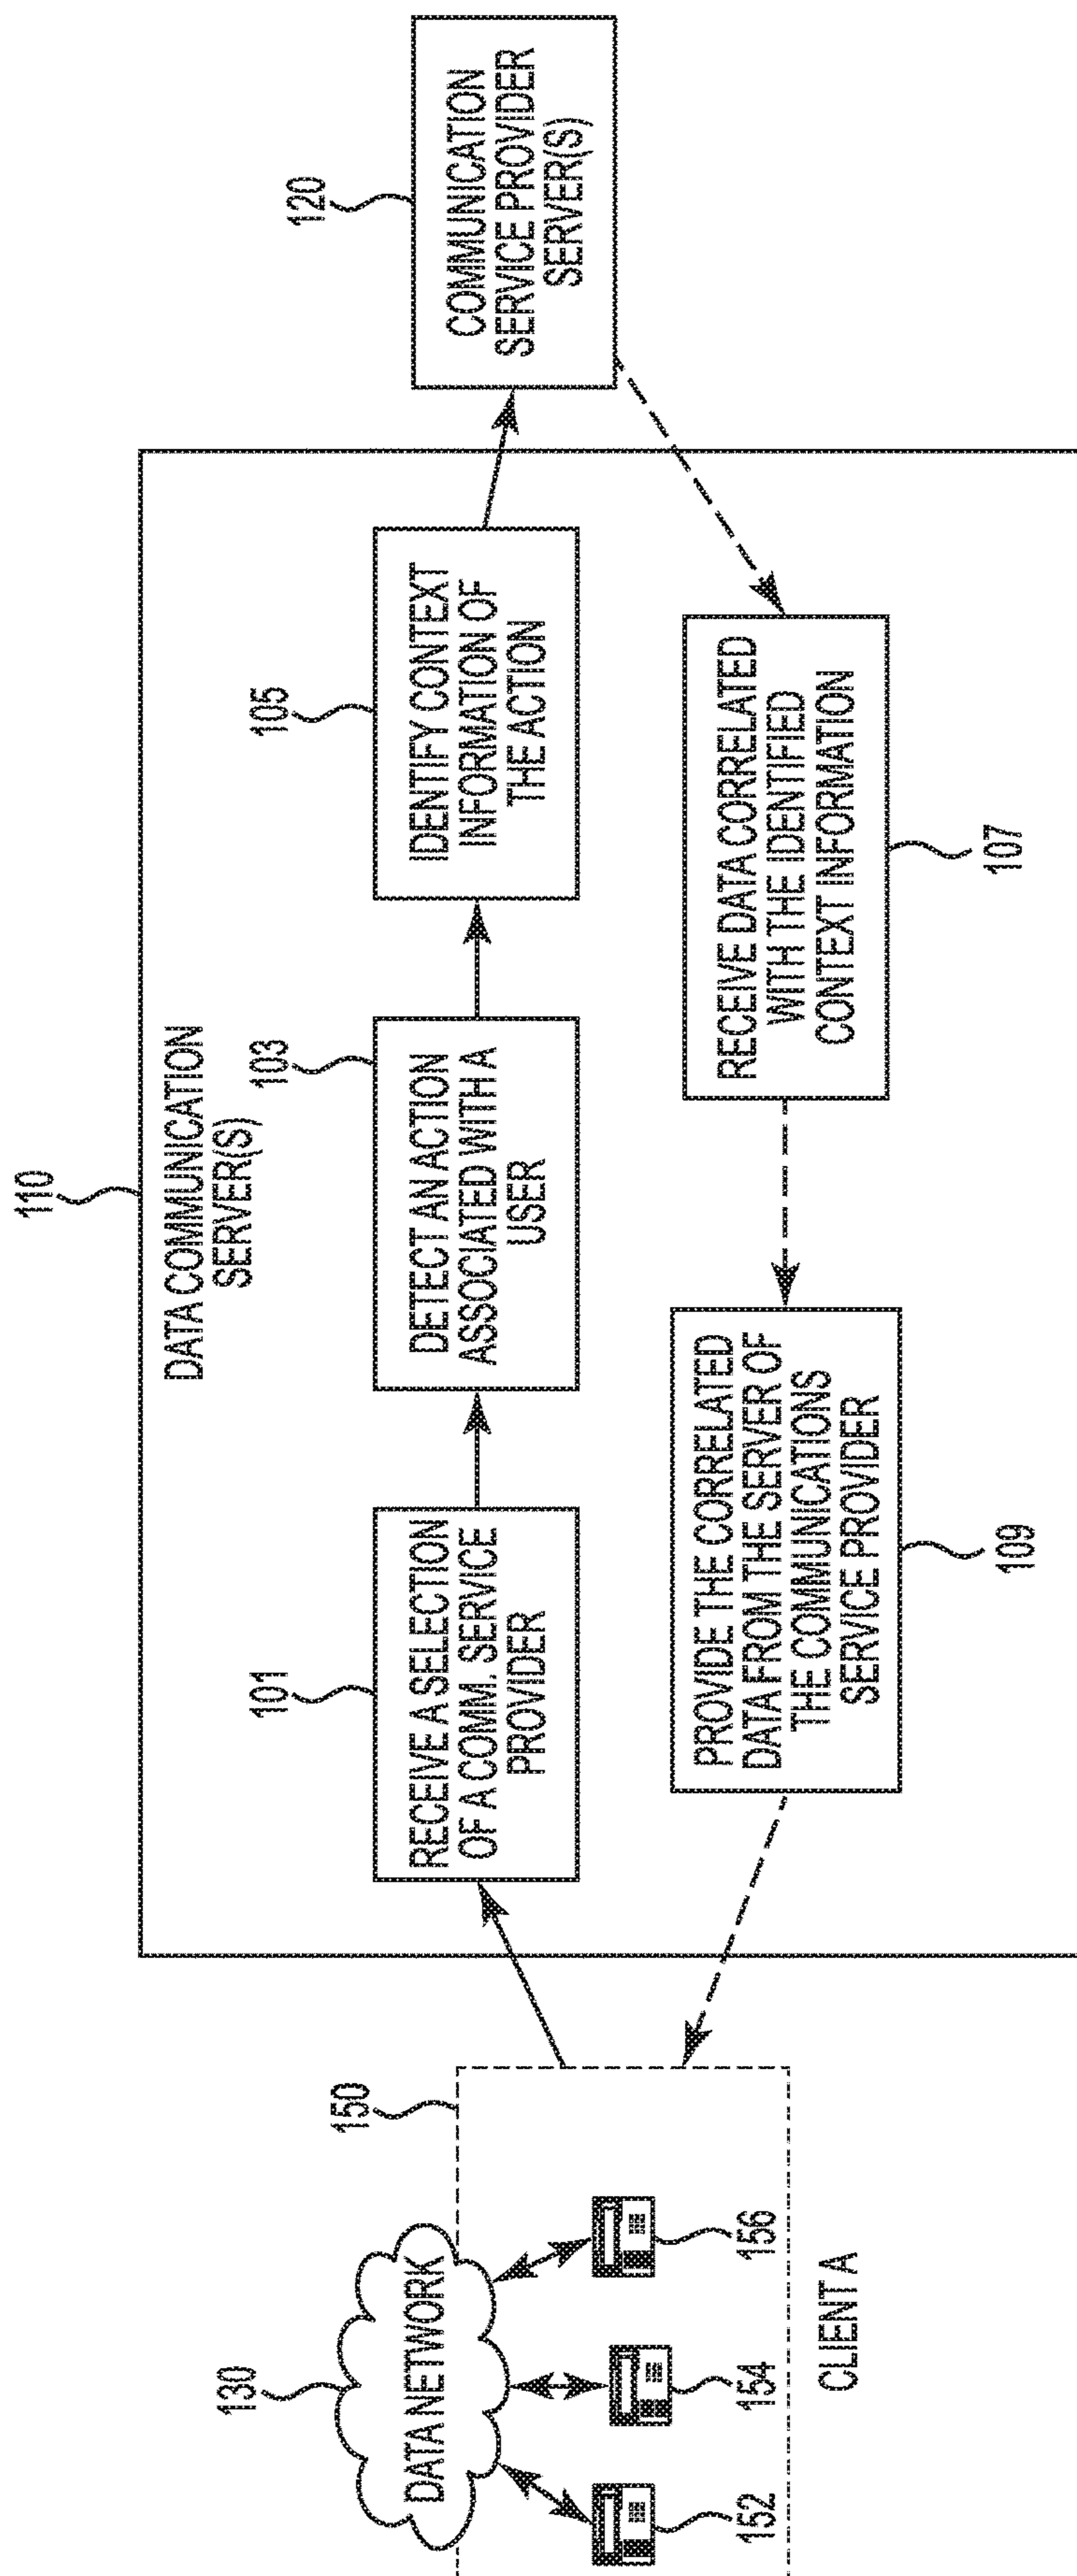 110
DATA COMMUNICATION
SERVER(S)
101
RECEIVE A SELECTION
OF A COMM. SERVICE
PROVIDER
103
DETECT AN ACTION
ASSOCIATED WITH A
USER
105
IDENTIFY CONTEXT
INFORMATION OF
THE ACTION
120
COMMUNICATION
SERVICE PROVIDER
SERVER(S)
RECEIVE DATA CORRELATED
WITH THE IDENTIFIED
CONTEXT INFORMATION
107
PROVIDE THE CORRELATED
DATA FROM THE SERVER OF
THE COMMUNICATIONS
SERVICE PROVIDER
109
130
DATA NETWORK
150
152
154
156
CLIENT A